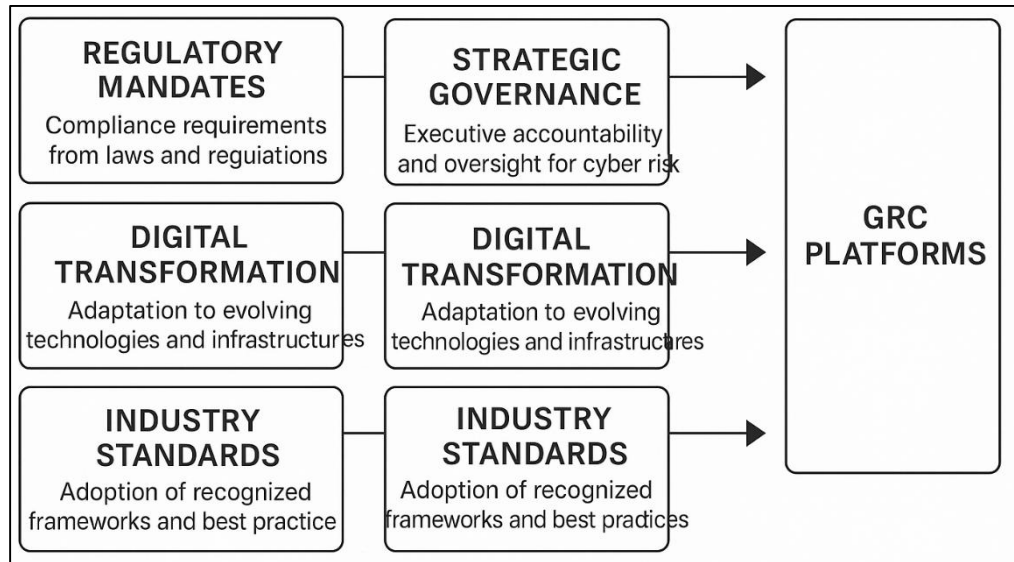 REGULATORY
MANDATES
Compliance requirements
from laws and reguiations
STRATEGIC
GOVERNANCE
Executive accountability
and oversight for cyber risk
DIGITAL
TRANSFORMATION
Adaptation to evolving
technologies and infrastructures
DIGITAL
TRANSFORMATION
Adaptation to evolving
technologies and infrastructures
INDUSTRY
STANDARDS
Adoption of recognized
frameworks and best practice
INDUSTRY
STANDARDS
Adoption of recognized
frameworks and best practices
GRC
PLATFORMS